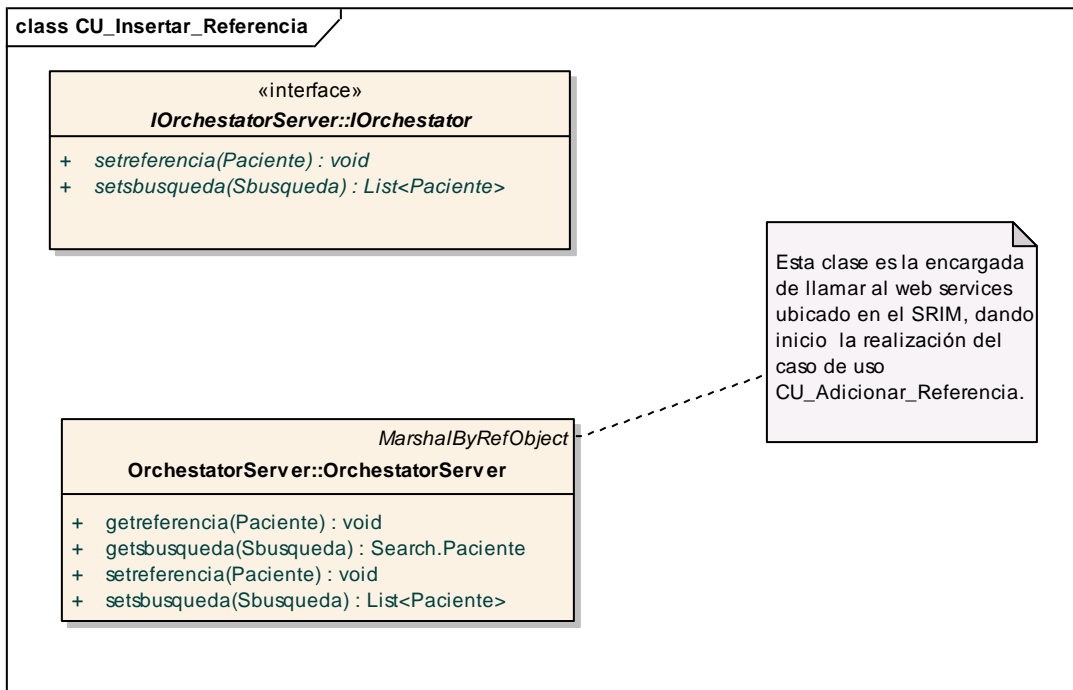 class CU_Insertar_Referencia
«interface»
IOrchestatorServer::IOrchestator
+ setreferencia(Paciente) : void
+ setsbusqueda(Sbusqueda) : List<Paciente>
Esta clase es la encargada
de llamar al web services
ubicado en el SRIM, dando
inicio la realización del
caso de uso
CU_Adicionar_Referencia.
MarshalByRefObject
OrchestatorServer::OrchestatorServer
+ getreferencia(Paciente) : void
+ getsbusqueda(Sbusqueda) : Search.Paciente
+ setreferencia(Paciente) : void
+ setsbusqueda(Sbusqueda) : List<Paciente>